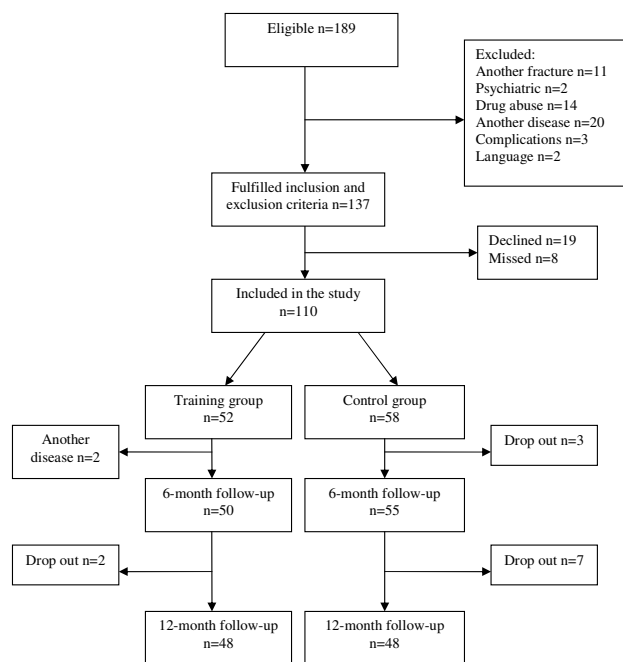 Eligible n=189
Excluded:
Another fracture n=11
Psychiatric n=2
Drug abuse n=14
Another disease n=20
Complications n=3
Language n=2
Fulfilled inclusion and
exclusion criteria n=137
Declined n=19
Missed n=8
Included in the study
n=110
Training group
n=52
Control group
n=58
Another
disease n=2
Drop out n=3
6-month follow-up
n=50
6-month follow-up
n=55
Drop out n=2
Drop out n=7
12-month follow-up
n=48
12-month follow-up
n=48